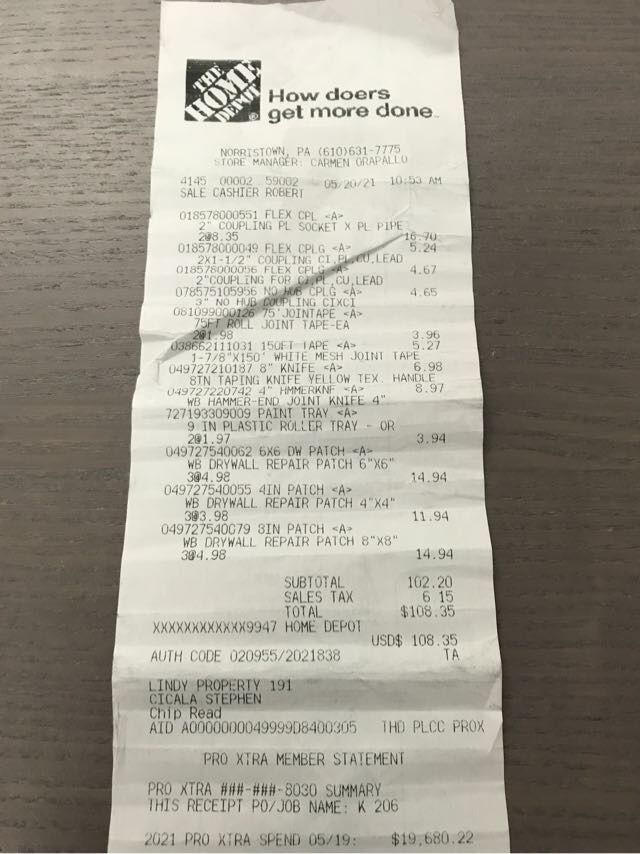 THE
HOME
DEPOT
How doers
get more done.
NORRISTOWN, PA (610)631-7775
STORE MANAGER: CARMEN ORAPALLO
4145 00002 59002 05/20/21 10:53 AM
SALE CASHIER ROBERT
018578000551 FLEX CPL <A>
2" COUPLING PL SOCKET X PL PIPE
2@8.35 16.70
018578000049 FLEX CPLG <A> 5.24
2X1-1/2" COUPLING CI,PL,CU,LEAD
018578000056 FLEX CPLG <A> 4.67
2"COUPLING FOR CI,PL,CU,LEAD
078575105956 NO HUB CPLG <A> 4.65
3" NO HUB COUPLING CIXCI
081099000126 75'JOINTAPE <A>
75FT ROLL JOINT TAPE-EA
2@1.98 3.96
038662111031 150FT TAPE <A> 5.27
1-7/8"X150' WHITE MESH JOINT TAPE
049727210187 8" KNIFE <A> 6.98
8IN TAPING KNIFE YELLOW TEX. HANDLE
049727220742 4" HMMERKNF <A> 8.97
WB HAMMER-END JOINT KNIFE 4"
727193309009 PAINT TRAY <A>
9 IN PLASTIC ROLLER TRAY - OR
2@1.97 3.94
049727540062 6X6 DW PATCH <A>
WB DRYWALL REPAIR PATCH 6"X6"
3@4.98 14.94
049727540055 4IN PATCH <A>
WB DRYWALL REPAIR PATCH 4"X4"
3@3.98 11.94
049727540079 8IN PATCH <A>
WB DRYWALL REPAIR PATCH 8"X8"
3@4.98 14.94
SUBTOTAL 102.20
SALES TAX 6 15
TOTAL $108.35
XXXXXXXXXXXX9947 HOME DEPOT
USD$ 108.35
AUTH CODE 020955/2021838 TA
LINDY PROPERTY 191
CICALA STEPHEN
Chip Read
AID A0000000049999D8400305 THD PLCC PROX
PRO XTRA MEMBER STATEMENT
PRO XTRA ###-###-8030 SUMMARY
THIS RECEIPT PO/JOB NAME: K 206
2021 PRO XTRA SPEND 05/19: $19,680.22